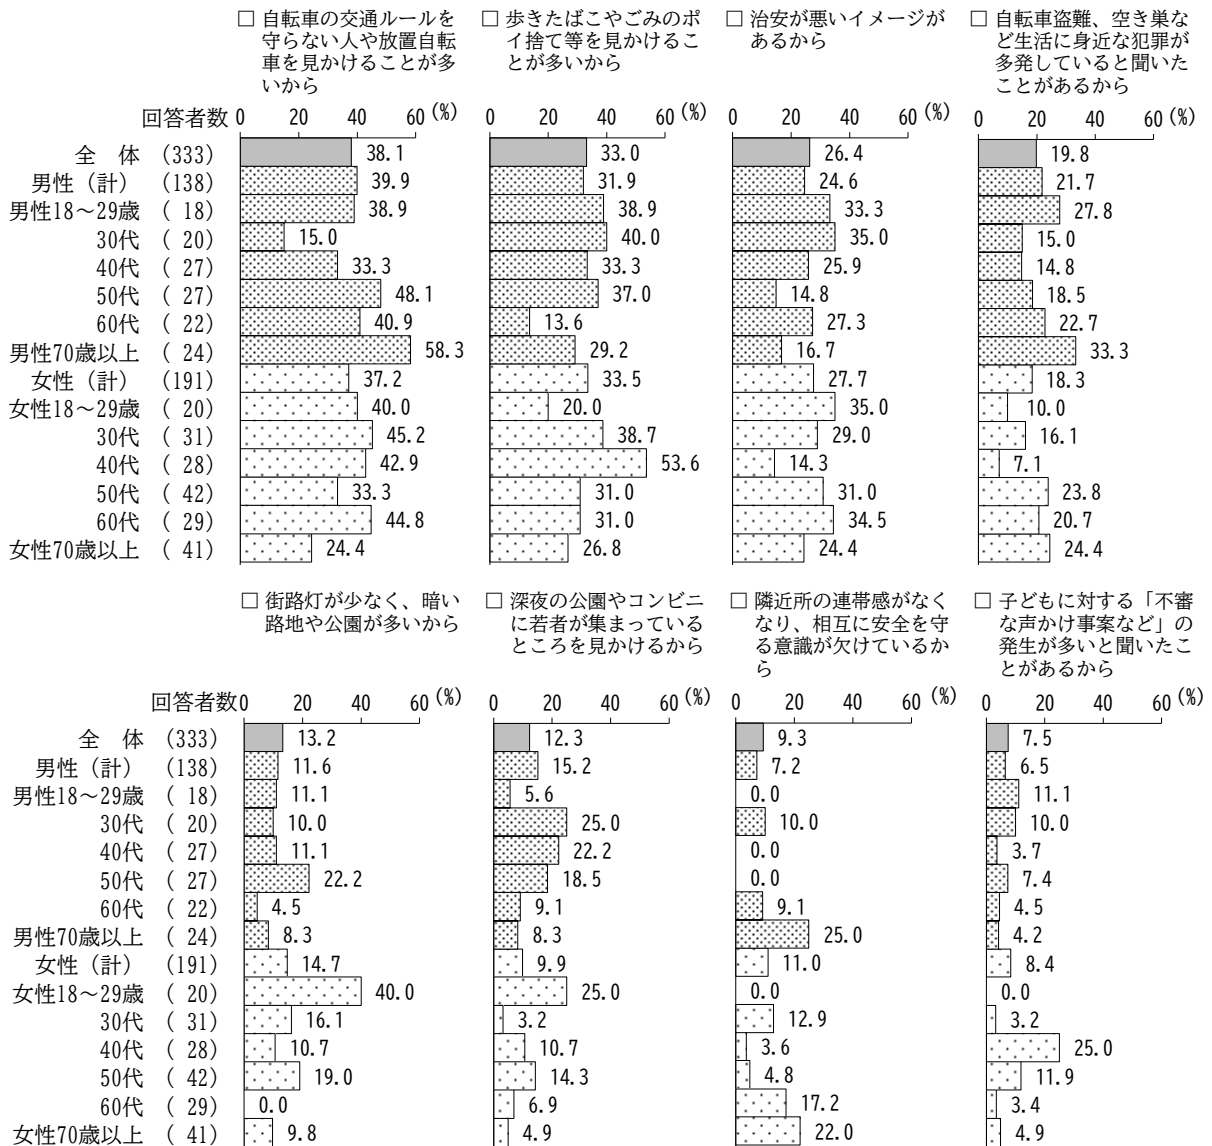 □ 自転車の交通ルールを
守らない人や放置自転
車を見かけることが多
いから
□ 歩きたばこやごみのポ
イ捨て等を見かけるこ
とが多いから
□ 治安が悪いイメージが
あるから
□ 自転車盗難、空き巣な
ど生活に身近な犯罪が
多発していると聞いた
ことがあるから
回答者数 0 20 40 60 (%) 0 20 40 60 (%) 0 20 40 60 (%) 0 20 40 60 (%)
全 体 (333) 38.1 33.0 26.4 19.8
男性(計) (138) 39.9 31.9 24.6 21.7
男性18～29歳 ( 18) 38.9 38.9 33.3 27.8
30代 ( 20) 15.0 40.0 35.0 15.0
40代 ( 27) 33.3 33.3 25.9 14.8
50代 ( 27) 48.1 37.0 14.8 18.5
60代 ( 22) 40.9 13.6 27.3 22.7
男性70歳以上 ( 24) 58.3 29.2 16.7 33.3
女性(計) (191) 37.2 33.5 27.7 18.3
女性18～29歳 ( 20) 40.0 20.0 35.0 10.0
30代 ( 31) 45.2 38.7 29.0 16.1
40代 ( 28) 42.9 53.6 14.3 7.1
50代 ( 42) 33.3 31.0 31.0 23.8
60代 ( 29) 44.8 31.0 34.5 20.7
女性70歳以上 ( 41) 24.4 26.8 24.4 24.4
□ 街路灯が少なく、暗い
路地や公園が多いから
□ 深夜の公園やコンビニ
に若者が集まっている
ところを見かけるから
□ 隣近所の連帯感がなく
なり、相互に安全を守
る意識が欠けているか
ら
□ 子どもに対する「不審
な声かけ事案など」の
発生が多いと聞いたこ
とがあるから
回答者数 0 20 40 60 (%) 0 20 40 60 (%) 0 20 40 60 (%) 0 20 40 60 (%)
全 体 (333) 13.2 12.3 9.3 7.5
男性(計) (138) 11.6 15.2 7.2 6.5
男性18～29歳 ( 18) 11.1 5.6 0.0 11.1
30代 ( 20) 10.0 25.0 10.0 10.0
40代 ( 27) 11.1 22.2 0.0 3.7
50代 ( 27) 22.2 18.5 0.0 7.4
60代 ( 22) 4.5 9.1 9.1 4.5
男性70歳以上 ( 24) 8.3 8.3 25.0 4.2
女性(計) (191) 14.7 9.9 11.0 8.4
女性18～29歳 ( 20) 40.0 25.0 0.0 0.0
30代 ( 31) 16.1 3.2 12.9 3.2
40代 ( 28) 10.7 10.7 3.6 25.0
50代 ( 42) 19.0 14.3 4.8 11.9
60代 ( 29) 0.0 6.9 17.2 3.4
女性70歳以上 ( 41) 9.8 4.9 22.0 4.9